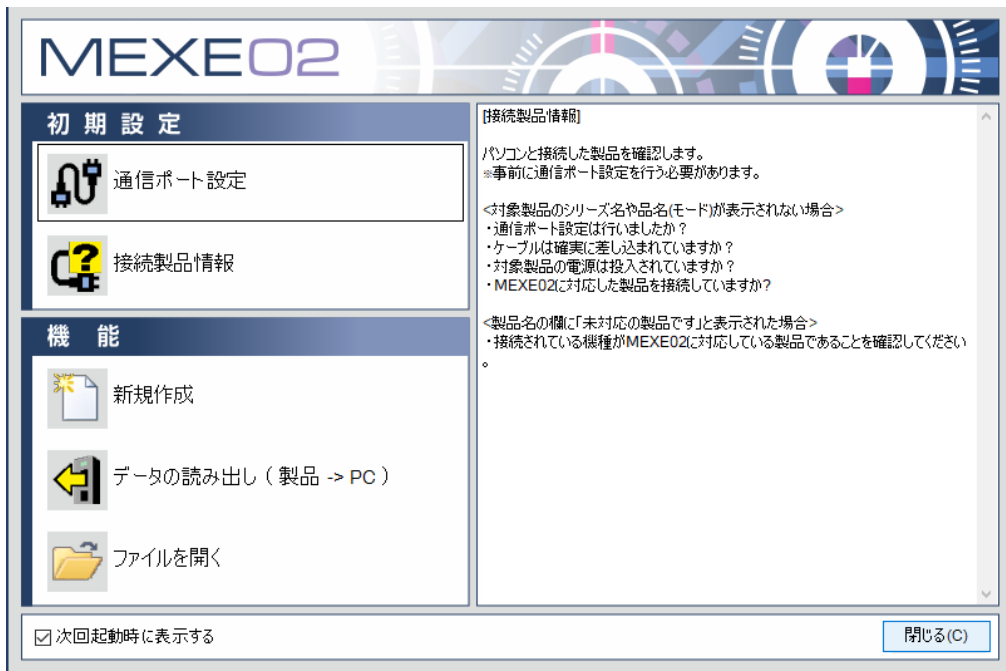 MEXE02
初期設定
通信ポート設定
接続製品情報
機 能
新規作成
データの読み出し ( 製品 -> PC )
ファイルを開く
[接続製品情報]
パソコンと接続した製品を確認します。
※事前に通信ポート設定を行う必要があります。
<対象製品のシリーズ名や品名(モード)が表示されない場合>
・通信ポート設定は行いましたか？
・ケーブルは確実に差し込まれていますか？
・対象製品の電源は投入されていますか？
・MEXE02に対応した製品を接続していますか?
<製品名の欄に「未対応の製品です」と表示された場合>
・接続されている機種がMEXE02に対応している製品であることを確認してください
。
次回起動時に表示する
閉じる(C)